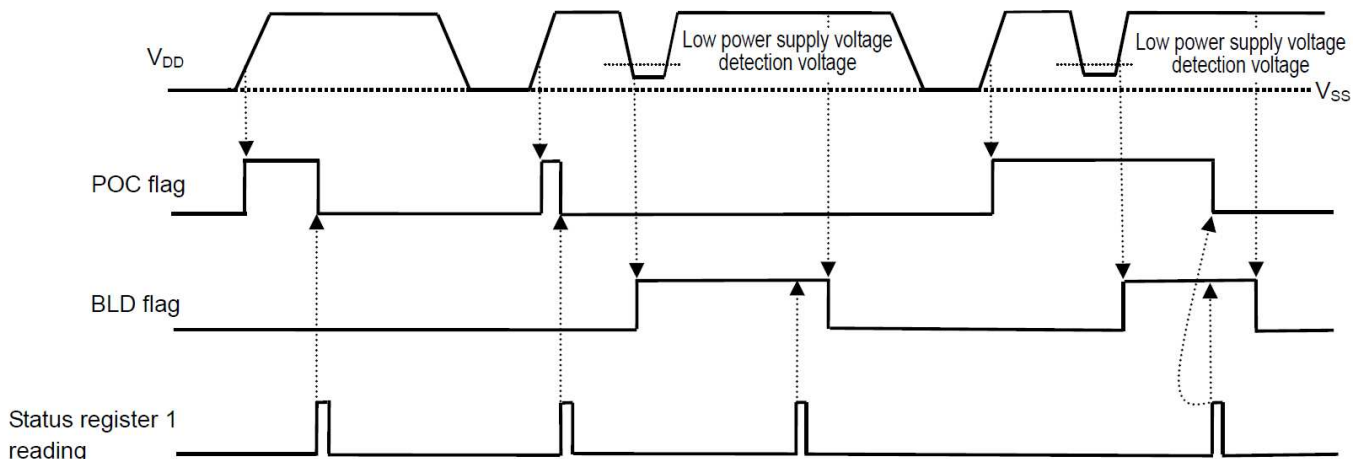 Low power supply voltage
detection voltage
Low power supply voltage
detection voltage
VDD
VSS
POC flag
BLD flag
Status register 1
reading